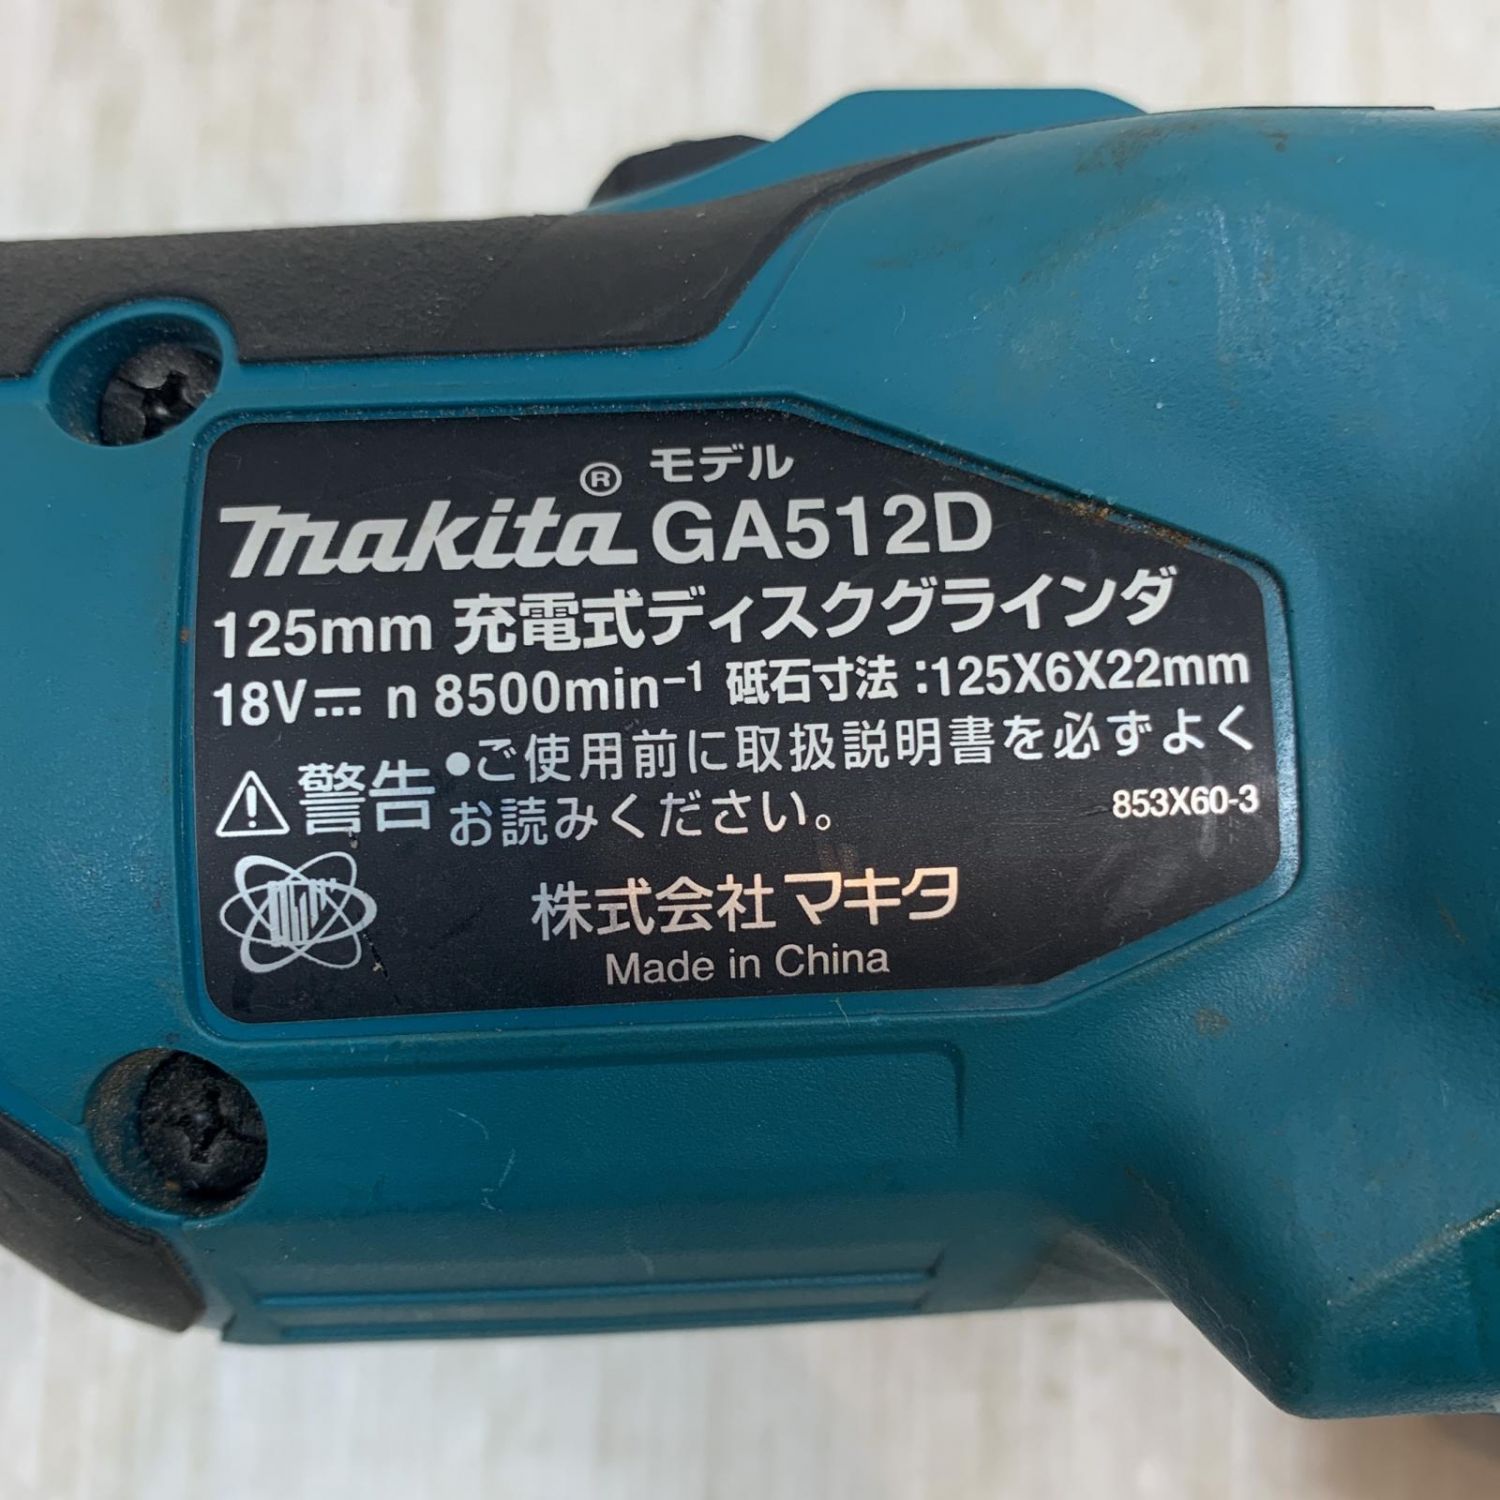 モデル
makita® GA512D
125mm 充電式ディスクグラインダ
18V⎓ n 8500min⁻¹ 砥石寸法:125X6X22mm
⚠警告 ●ご使用前に取扱説明書を必ずよく
お読みください。
853X60-3
株式会社マキタ
Made in China